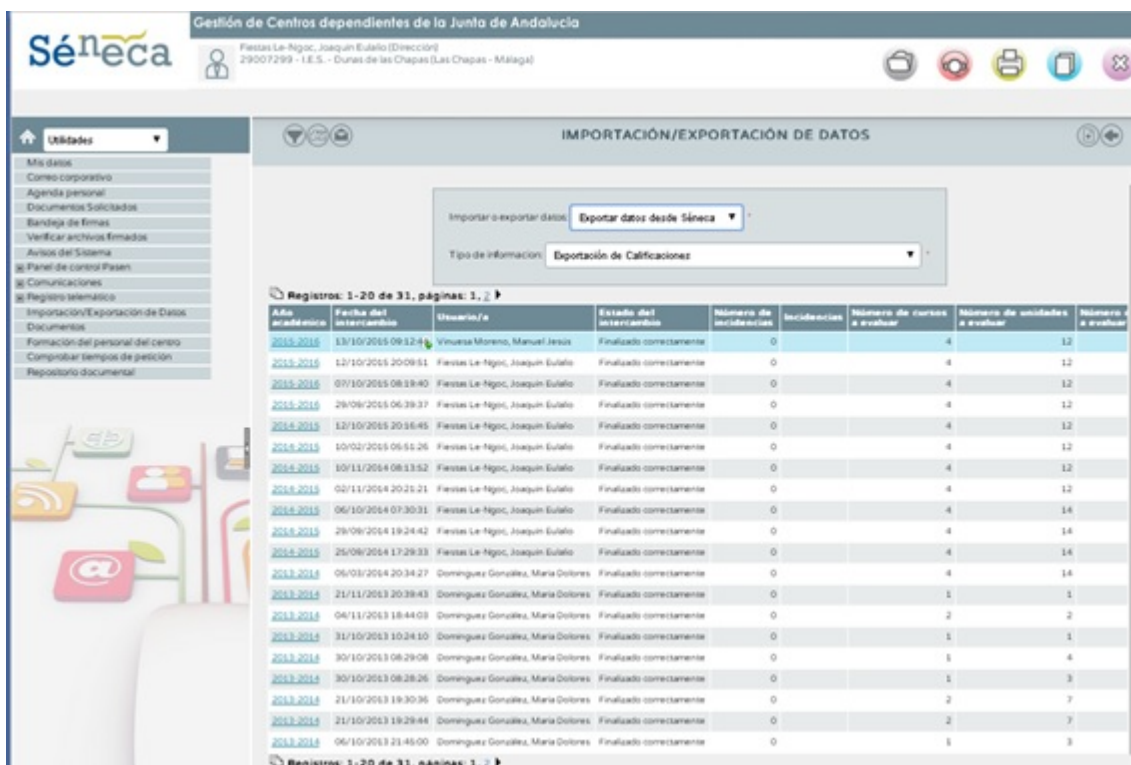 Gestión de Centros dependientes de la Junta de Andalucía
Séneca
Fiestas Le-Ngoc, Joaquín Eulalio (Dirección)
29007299 - I.E.S. - Dunas de las Chapas (Las Chapas - Málaga)
Utilidades
IMPORTACIÓN/EXPORTACIÓN DE DATOS
Mis datos
Correo corporativo
Agenda personal
Documentos Solicitados
Bandeja de firmas
Verificar archivos firmados
Avisos del Sistema
Panel de control Pasen
Comunicaciones
Registro telemático
Importación/Exportación de Datos
Documentos
Formación del personal del centro
Comprobar tiempos de petición
Repositorio documental
Importar o exportar datos: Exportar datos desde Séneca *
Tipo de informacion: Exportación de Calificaciones *
Registros: 1-20 de 31, páginas: 1, 2
Año académico Fecha del intercambio Usuario/a Estado del intercambio Número de incidencias Incidencias Número de cursos a evaluar Número de unidades a evaluar Número a evaluar
2015-2016 13/10/2015 09:12:4 Vinuesa Moreno, Manuel Jesús Finalizado correctamente 0 4 12
2015-2016 12/10/2015 20:09:51 Fiestas Le-Ngoc, Joaquín Eulalio Finalizado correctamente 0 4 12
2015-2016 07/10/2015 08:19:40 Fiestas Le-Ngoc, Joaquín Eulalio Finalizado correctamente 0 4 12
2015-2016 29/09/2015 06:39:37 Fiestas Le-Ngoc, Joaquín Eulalio Finalizado correctamente 0 4 12
2014-2015 12/10/2015 20:16:45 Fiestas Le-Ngoc, Joaquín Eulalio Finalizado correctamente 0 4 12
2014-2015 10/02/2015 05:51:26 Fiestas Le-Ngoc, Joaquín Eulalio Finalizado correctamente 0 4 12
2014-2015 10/11/2014 08:13:52 Fiestas Le-Ngoc, Joaquín Eulalio Finalizado correctamente 0 4 12
2014-2015 02/11/2014 20:21:21 Fiestas Le-Ngoc, Joaquín Eulalio Finalizado correctamente 0 4 12
2014-2015 06/10/2014 07:30:31 Fiestas Le-Ngoc, Joaquín Eulalio Finalizado correctamente 0 4 14
2014-2015 29/09/2014 19:24:42 Fiestas Le-Ngoc, Joaquín Eulalio Finalizado correctamente 0 4 14
2014-2015 25/09/2014 17:29:33 Fiestas Le-Ngoc, Joaquín Eulalio Finalizado correctamente 0 4 14
2013-2014 05/03/2014 20:34:27 Dominguez González, Maria Dolores Finalizado correctamente 0 4 14
2013-2014 21/11/2013 20:39:43 Dominguez González, Maria Dolores Finalizado correctamente 0 1 1
2013-2014 04/11/2013 18:44:03 Dominguez González, Maria Dolores Finalizado correctamente 0 2 2
2013-2014 31/10/2013 10:24:10 Dominguez González, Maria Dolores Finalizado correctamente 0 1 1
2013-2014 30/10/2013 08:29:08 Dominguez González, Maria Dolores Finalizado correctamente 0 1 4
2013-2014 30/10/2013 08:28:26 Dominguez González, Maria Dolores Finalizado correctamente 0 1 3
2013-2014 21/10/2013 19:30:36 Dominguez González, Maria Dolores Finalizado correctamente 0 2 7
2013-2014 21/10/2013 19:29:44 Dominguez González, Maria Dolores Finalizado correctamente 0 2 7
2013-2014 06/10/2013 21:45:00 Dominguez González, Maria Dolores Finalizado correctamente 0 1 3
Registros: 1-20 de 31, páginas: 1, 2